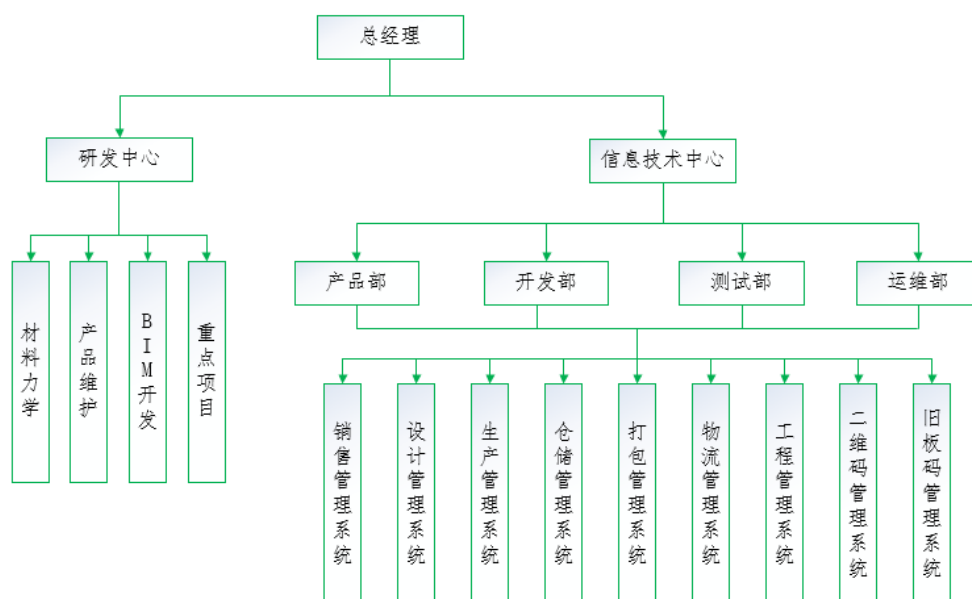 总经理
研发中心
信息技术中心
产品部
开发部
测试部
运维部
材料力学
产品维护
BIM开发
重点项目
销售管理系统
设计管理系统
生产管理系统
仓储管理系统
打包管理系统
物流管理系统
工程管理系统
二维码管理系统
旧板码管理系统